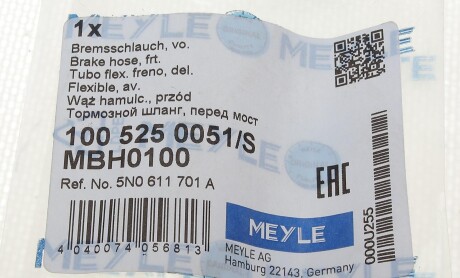 1x
Bremsschlauch, vo.
Brake hose, frt.
Tubo flex. freno, del.
Flexible, av.
Wąż hamulc., przód
Тормозной шланг, перед мост
100 525 0051/S
MBH0100
Ref. No. 5N0 611 701 A
EAC
000U255
4 040074 056813
MEYLE
MEYLE AG
Hamburg 22143, Germany
MEYLE
MEYLE